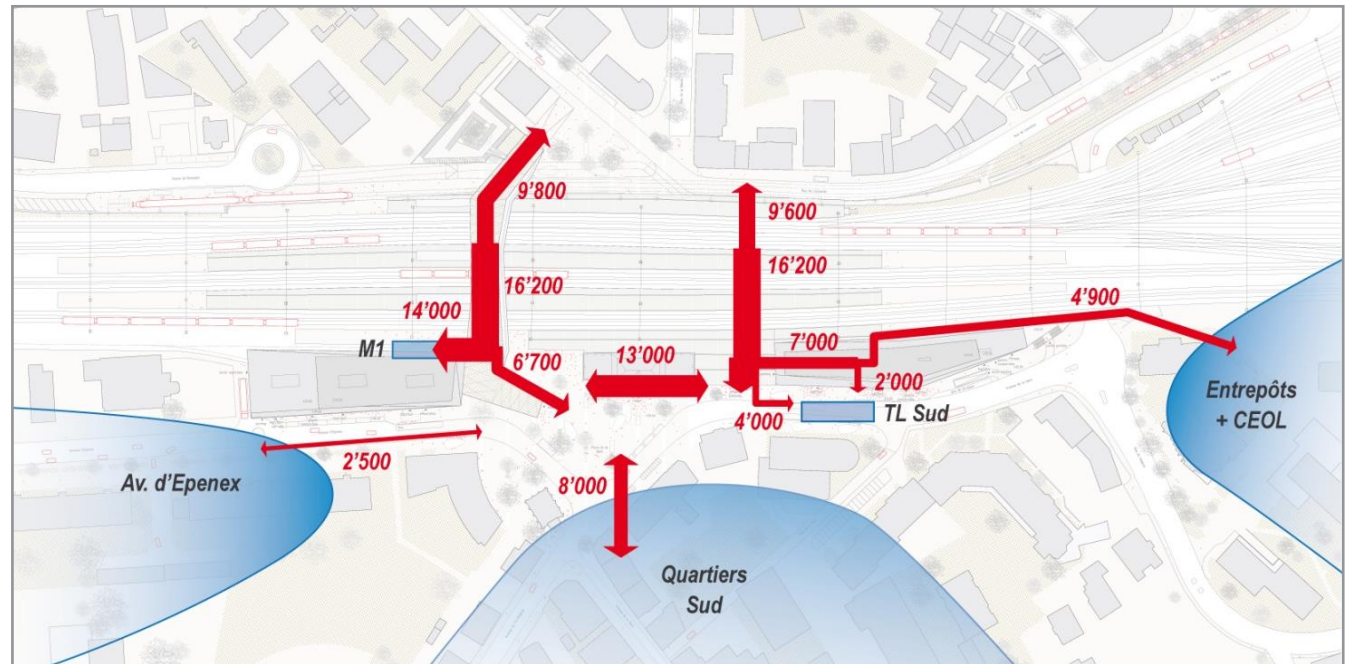 9’800
9’600
16’200
16’200
14’000
4’900
M1
7’000
6’700
13’000
2’000
4’000
TL Sud
Entrepôts
+ CEOL
2’500
Av. d’Epenex
8’000
Quartiers
Sud